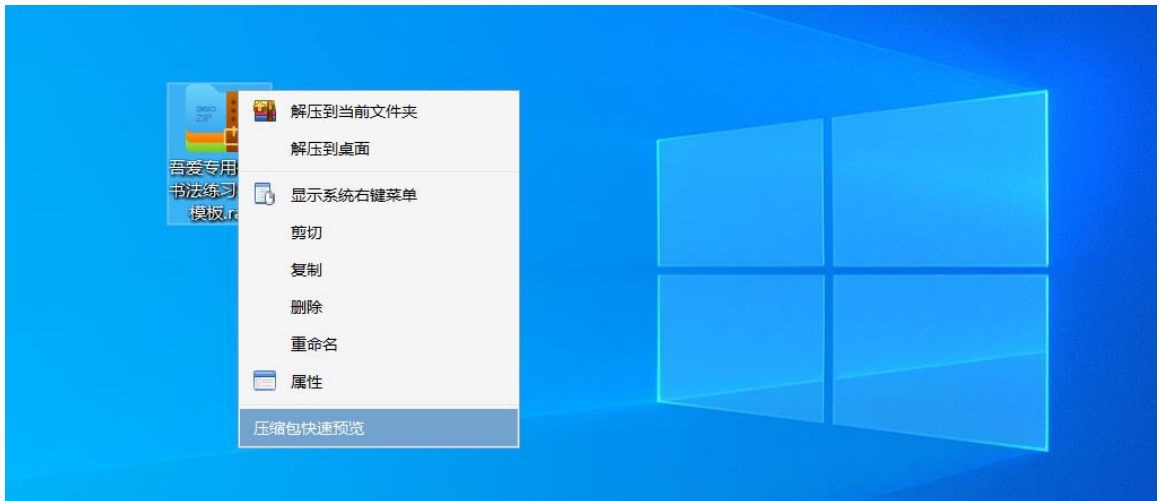 360
ZIP
吾爱专用
书法练习
模板.ra
解压到当前文件夹
解压到桌面
显示系统右键菜单
剪切
复制
删除
重命名
属性
压缩包快速预览